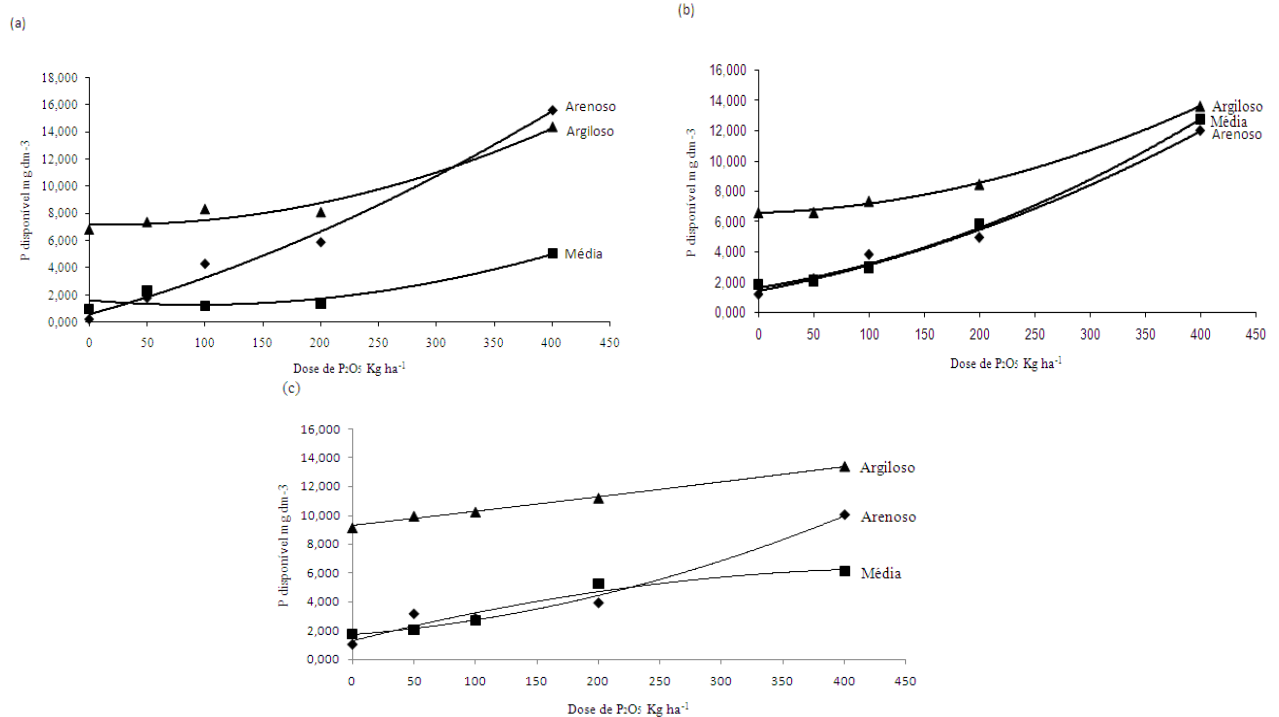 (a)
P disponível mg dm-3
18,000
16,000
14,000
12,000
10,000
8,000
6,000
4,000
2,000
0,000
Arenoso
Argiloso
Média
0 50 100 150 200 250 300 350 400 450
Dose de P2O5 Kg ha-1
(b)
P disponível mg dm-3
16,000
14,000
12,000
10,000
8,000
6,000
4,000
2,000
0,000
Argiloso
Média
Arenoso
0 50 100 150 200 250 300 350 400 450
Dose de P2O5 Kg ha-1
(c)
P disponível mg dm-3
16,000
14,000
12,000
10,000
8,000
6,000
4,000
2,000
0,000
Argiloso
Arenoso
Média
0 50 100 150 200 250 300 350 400 450
Dose de P2O5 Kg ha-1